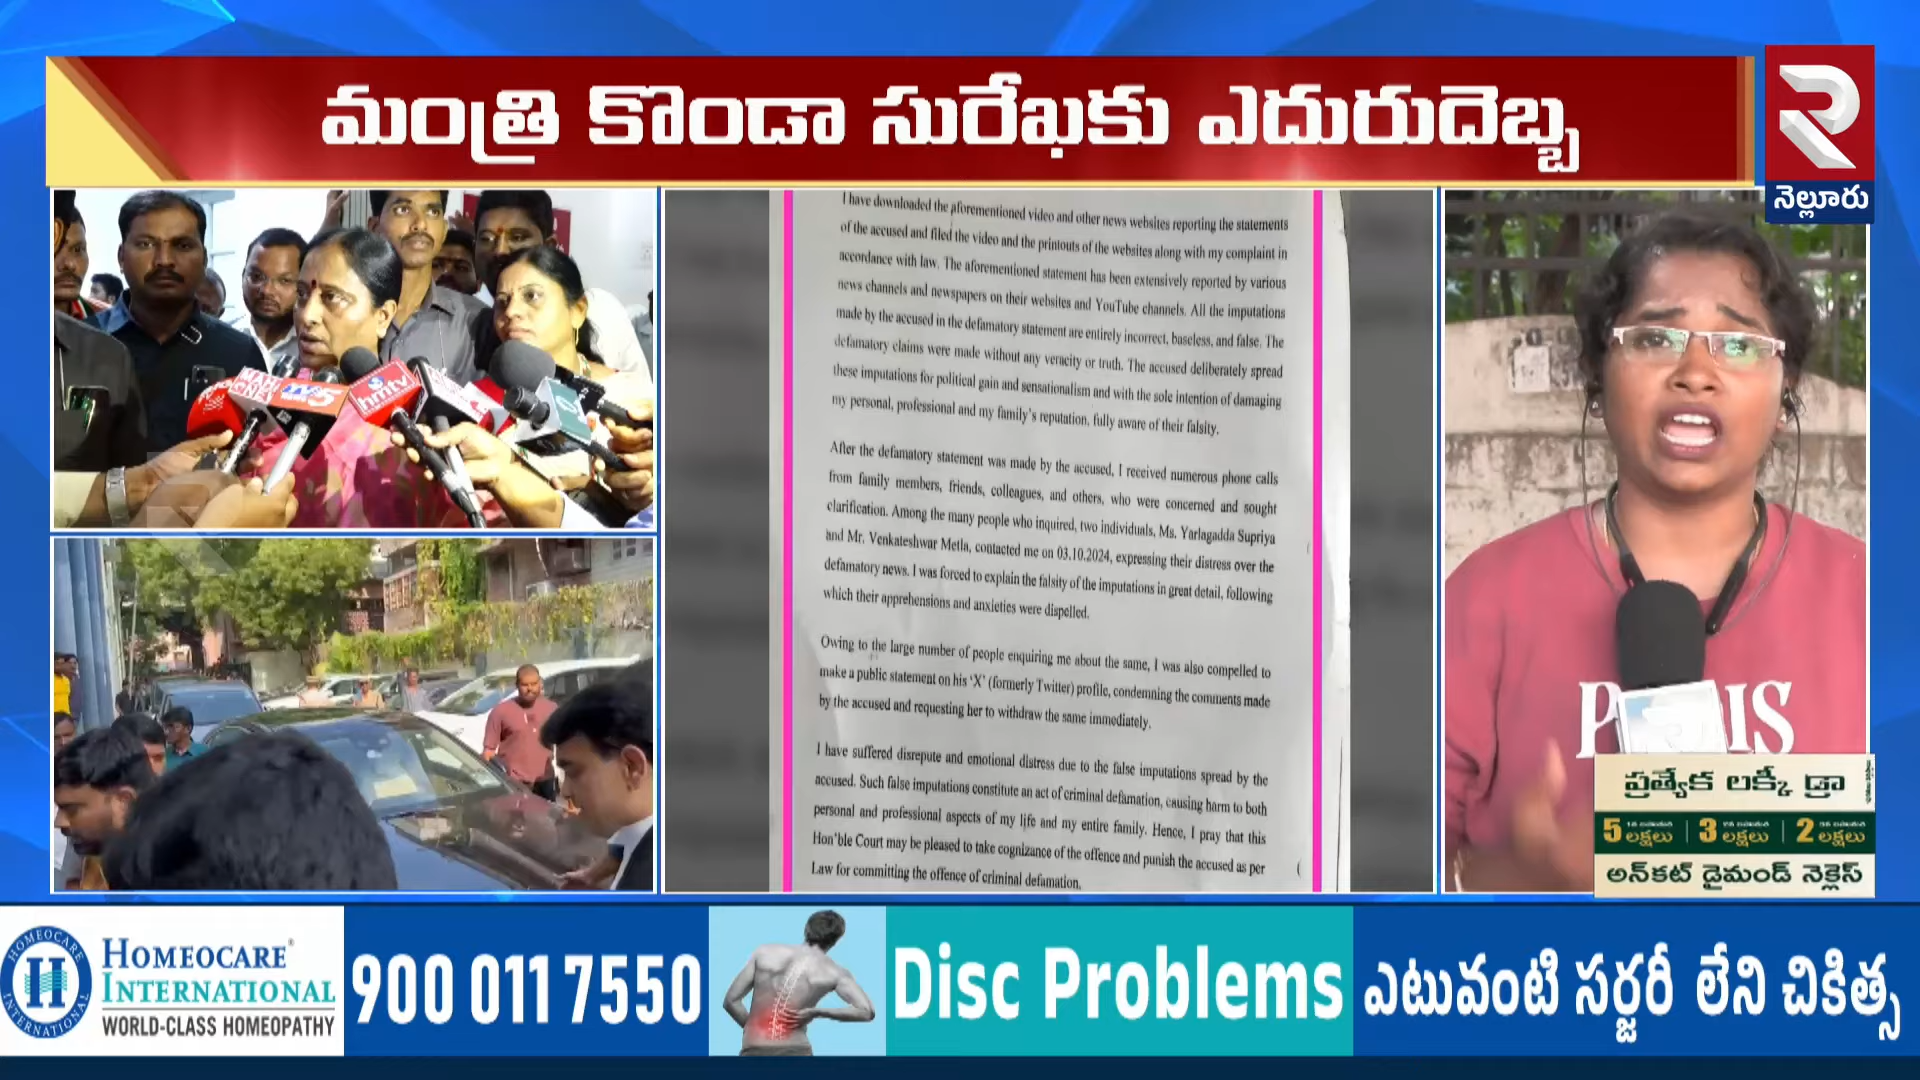 మంత్రి కొండా సురేఖకు ఎదురుదెబ్బ
R
నెల్లూరు
MAHA
NEWS
TV5
NEWS
hmtv
I have downloaded the aforementioned video and other news websites reporting the statements
of the accused and filed the video and the printouts of the websites along with my complaint in
accordance with law. The aforementioned statement has been extensively reported by various
news channels and newspapers on their websites and YouTube channels. All the imputations
made by the accused in the defamatory statement are entirely incorrect, baseless, and false. The
defamatory claims were made without any veracity or truth. The accused deliberately spread
these imputations for political gain and sensationalism and with the sole intention of damaging
my personal, professional and my family's reputation, fully aware of their falsity.
After the defamatory statement was made by the accused, I received numerous phone calls
from family members, friends, colleagues, and others, who were concerned and sought
clarification. Among the many people who inquired, two individuals, Ms. Yarlagadda Supriya
and Mr. Venkateshwar Metla, contacted me on 03.10.2024, expressing their distress over the
defamatory news. I was forced to explain the falsity of the imputations in great detail, following
which their apprehensions and anxieties were dispelled.
Owing to the large number of people enquiring me about the same, I was also compelled to
make a public statement on his 'X' (formerly Twitter) profile, condemning the comments made
by the accused and requesting her to withdraw the same immediately.
I have suffered disrepute and emotional distress due to the false imputations spread by the
accused. Such false imputations constitute an act of criminal defamation, causing harm to both
personal and professional aspects of my life and my entire family. Hence, I pray that this
Hon'ble Court may be pleased to take cognizance of the offence and punish the accused as per
Law for committing the offence of criminal defamation.
ప్రత్యేక లక్కీ డ్రా
5 లక్షలు | 3 లక్షలు | 2 లక్షలు
అన్‌కట్ డైమండ్ నెక్లెస్
HOMEOCARE
INTERNATIONAL
HOMEOCARE
INTERNATIONAL
WORLD-CLASS HOMEOPATHY
900 011 7550
Disc Problems
ఎటువంటి సర్జరీ లేని చికిత్స